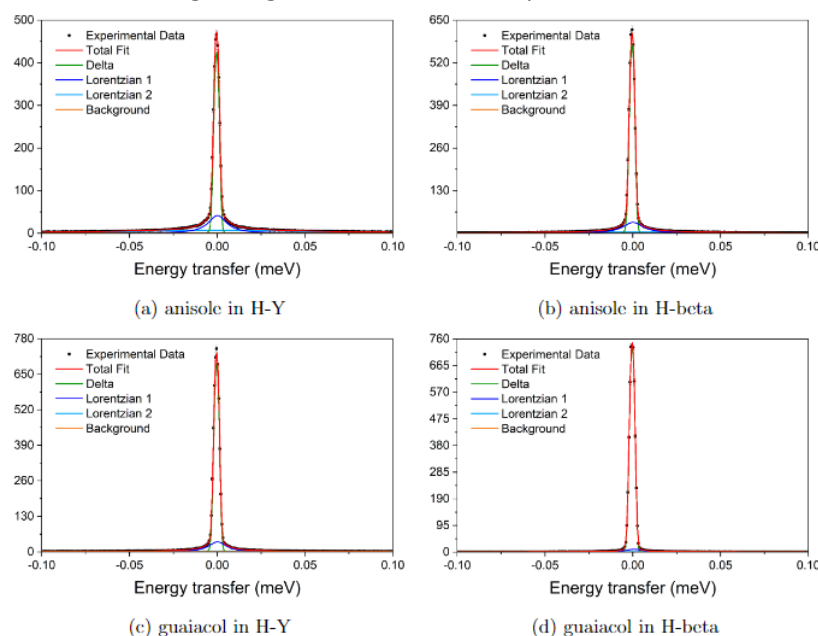 500
400
300
200
100
0
Experimental Data
Total Fit
Delta
Lorentzian 1
Lorentzian 2
Background
-0.10 -0.05 0.00 0.05 0.10
Energy transfer (meV)
(a) anisole in H-Y
650
520
390
260
130
Experimental Data
Total Fit
Delta
Lorentzian 1
Lorentzian 2
Background
-0.10 -0.05 0.00 0.05 0.10
Energy transfer (meV)
(b) anisole in H-beta
780
650
520
390
260
130
0
Experimental Data
Total Fit
Delta
Lorentzian 1
Lorentzian 2
Background
-0.10 -0.05 0.00 0.05 0.10
Energy transfer (meV)
(c) guaiacol in H-Y
760
665
570
475
380
285
190
95
0
Experimental Data
Total Fit
Delta
Lorentzian 1
Lorentzian 2
Background
-0.10 -0.05 0.00 0.05 0.10
Energy transfer (meV)
(d) guaiacol in H-beta